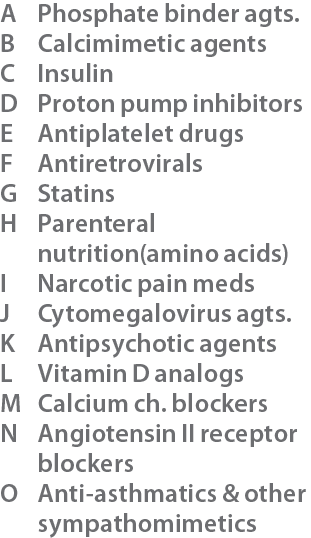 A Phosphate binder agts.
B Calcimimetic agents
C Insulin
D Proton pump inhibitors
E Antiplatelet drugs
F Antiretrovirals
G Statins
H Parenteral
nutrition(amino acids)
I Narcotic pain meds
J Cytomegalovirus agts.
K Antipsychotic agents
L Vitamin D analogs
M Calcium ch. blockers
N Angiotensin II receptor
blockers
O Anti-asthmatics & other
sympathomimetics